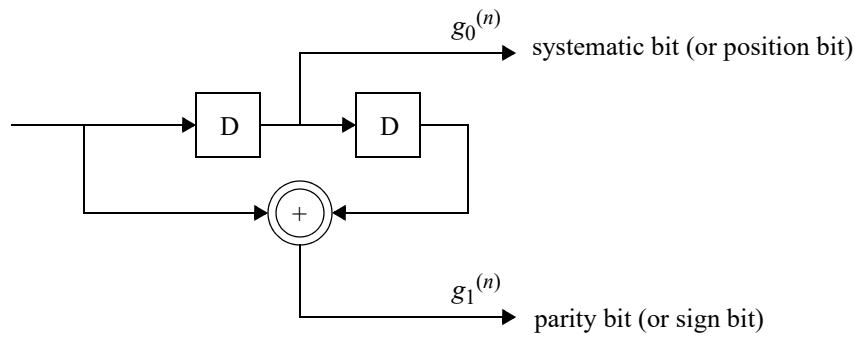 g₀⁽ⁿ⁾
systematic bit (or position bit)
D
D
+
g₁⁽ⁿ⁾
parity bit (or sign bit)